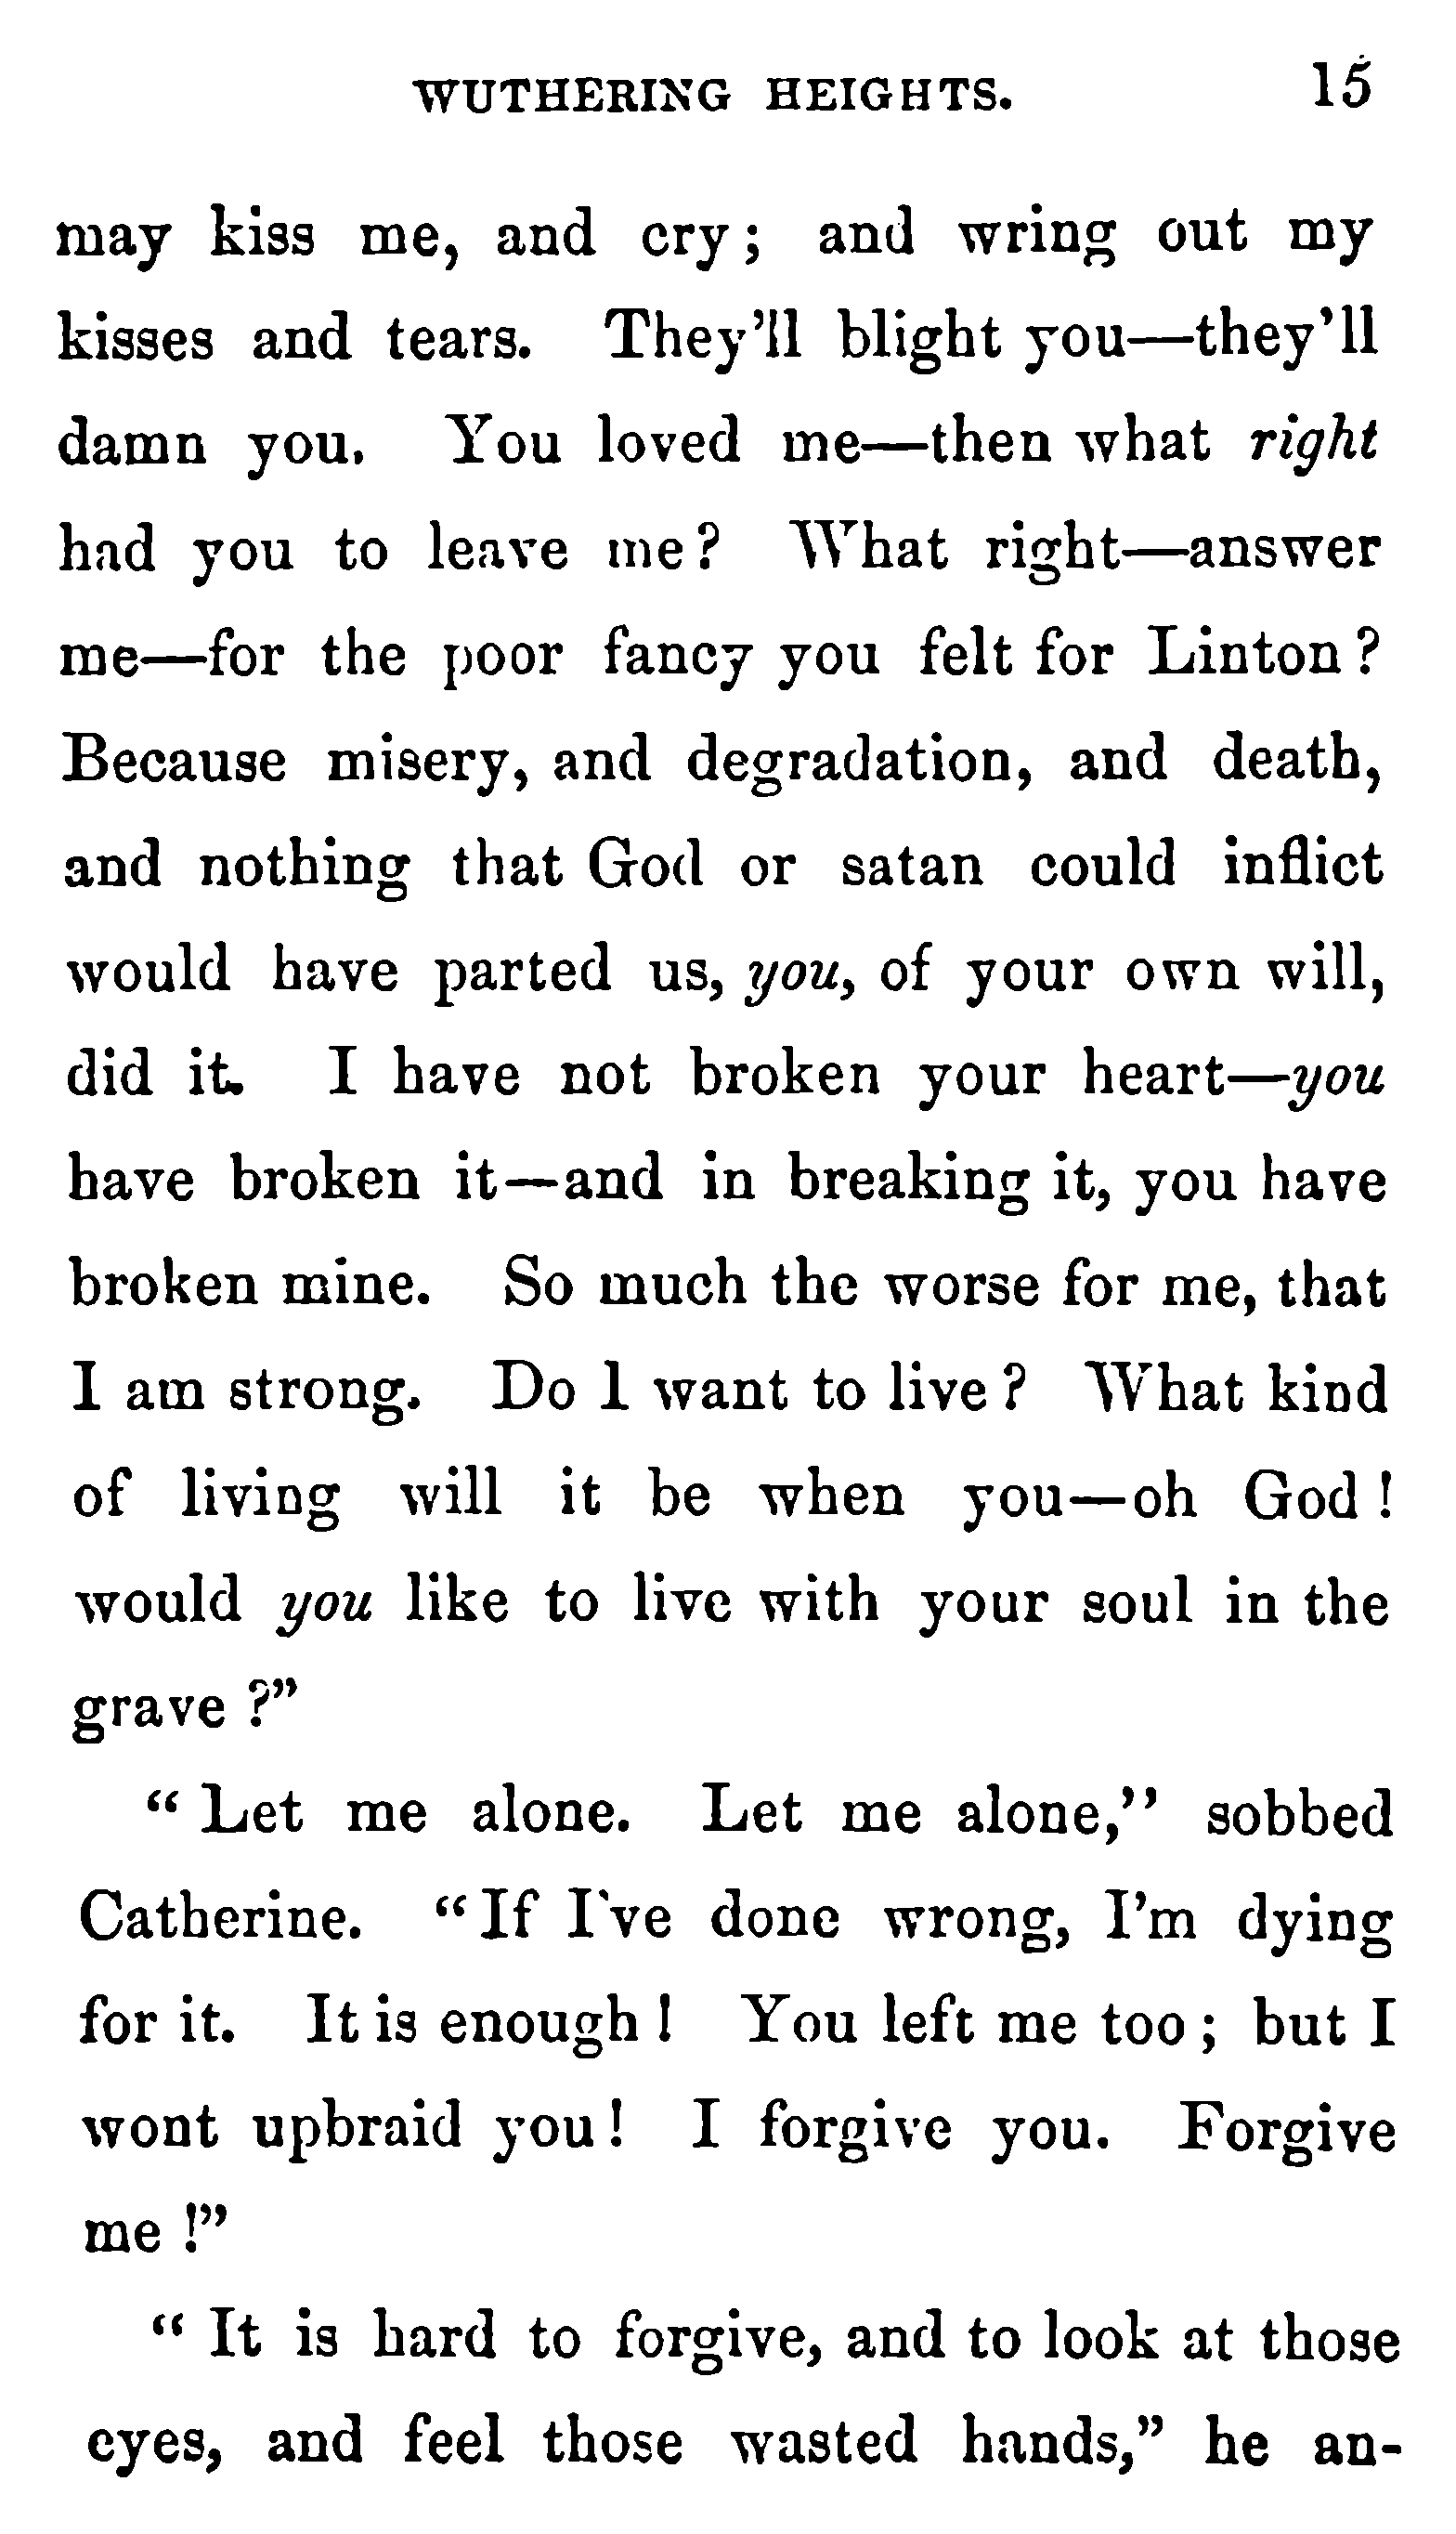 WUTHERING HEIGHTS. 15
may kiss me, and cry; and wring out my
kisses and tears. They'll blight you—they'll
damn you. You loved me—then what right
had you to leave me? What right—answer
me—for the poor fancy you felt for Linton?
Because misery, and degradation, and death,
and nothing that God or satan could inflict
would have parted us, you, of your own will,
did it. I have not broken your heart—you
have broken it—and in breaking it, you have
broken mine. So much the worse for me, that
I am strong. Do I want to live? What kind
of living will it be when you—oh God!
would you like to live with your soul in the
grave?"
"Let me alone. Let me alone," sobbed
Catherine. "If I've done wrong, I'm dying
for it. It is enough! You left me too; but I
wont upbraid you! I forgive you. Forgive
me!"
"It is hard to forgive, and to look at those
eyes, and feel those wasted hands," he an-